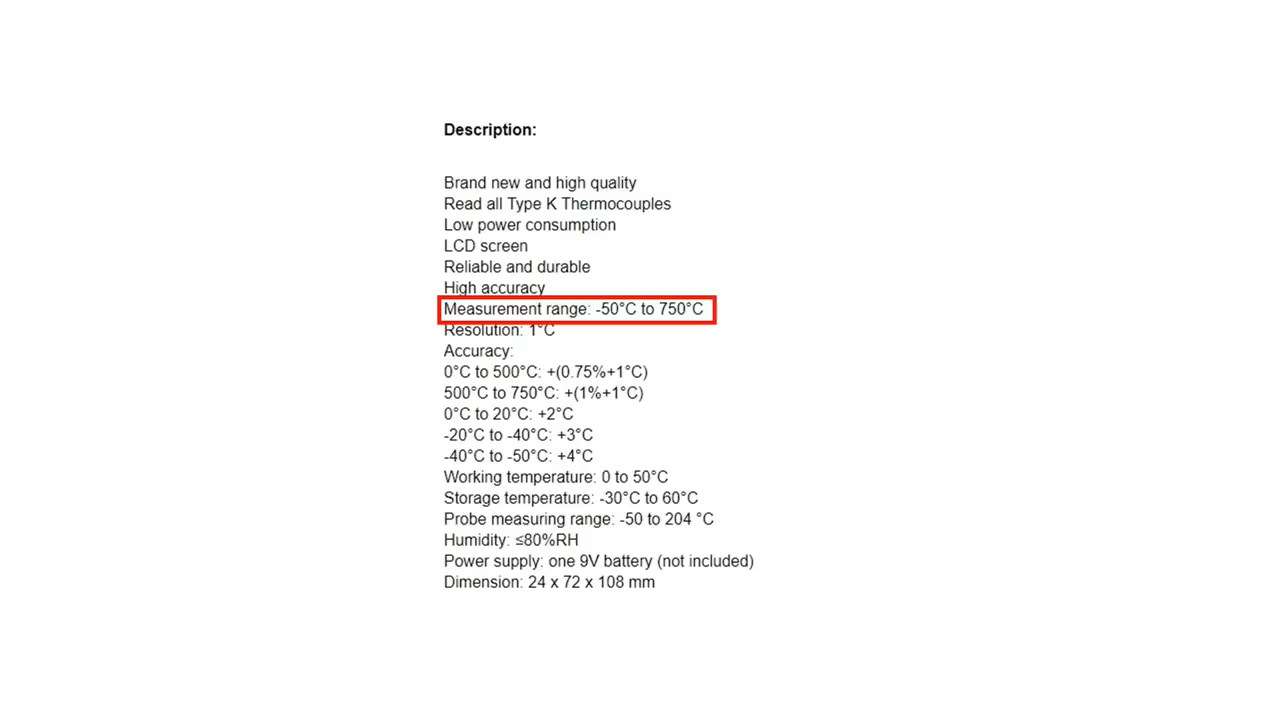 Description:
Brand new and high quality
Read all Type K Thermocouples
Low power consumption
LCD screen
Reliable and durable
High accuracy
Measurement range: -50°C to 750°C
Resolution: 1°C
Accuracy:
0°C to 500°C: +(0.75%+1°C)
500°C to 750°C: +(1%+1°C)
0°C to 20°C: +2°C
-20°C to -40°C: +3°C
-40°C to -50°C: +4°C
Working temperature: 0 to 50°C
Storage temperature: -30°C to 60°C
Probe measuring range: -50 to 204 °C
Humidity: ≤80%RH
Power supply: one 9V battery (not included)
Dimension: 24 x 72 x 108 mm